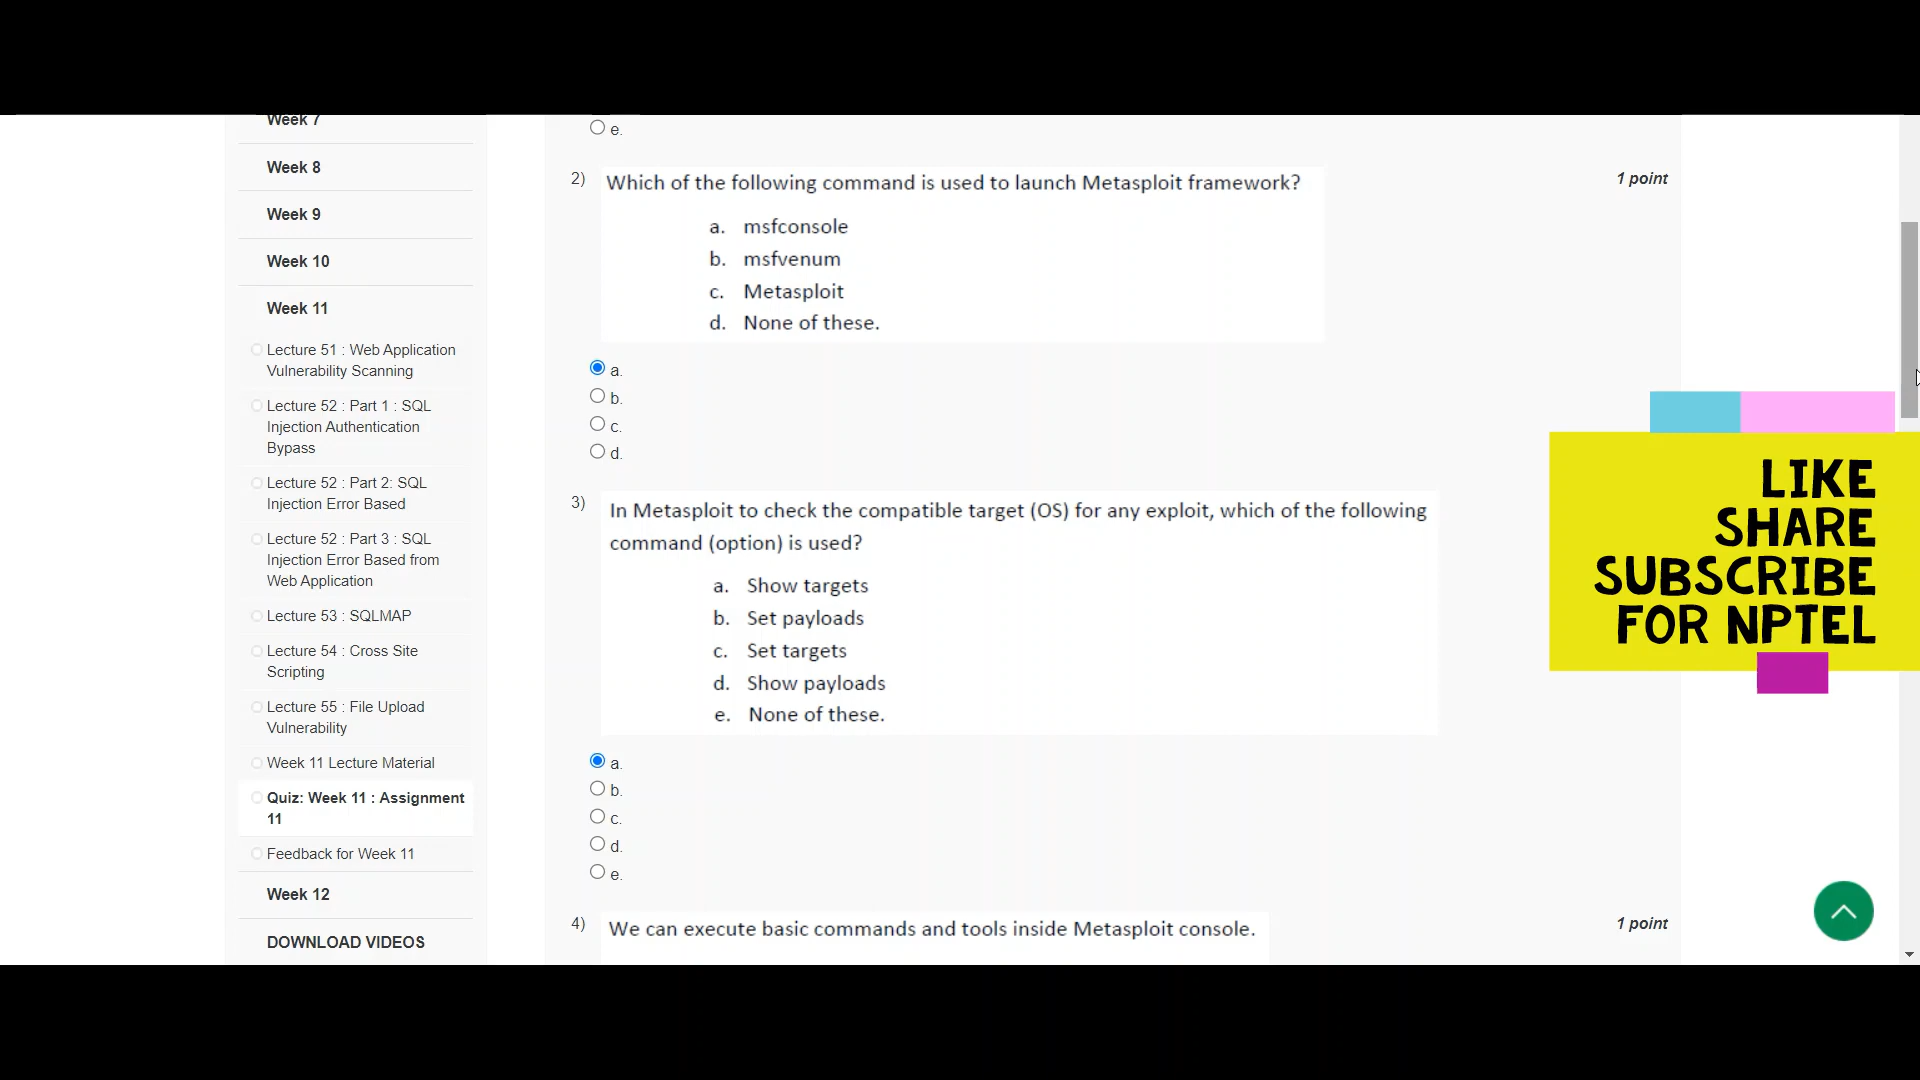 Week 7
Week 8
Week 9
Week 10
Week 11
Lecture 51 : Web Application
Vulnerability Scanning
Lecture 52 : Part 1 : SQL
Injection Authentication
Bypass
Lecture 52 : Part 2: SQL
Injection Error Based
Lecture 52 : Part 3 : SQL
Injection Error Based from
Web Application
Lecture 53 : SQLMAP
Lecture 54 : Cross Site
Scripting
Lecture 55 : File Upload
Vulnerability
Week 11 Lecture Material
Quiz: Week 11 : Assignment
11
Feedback for Week 11
Week 12
DOWNLOAD VIDEOS
e.
2) Which of the following command is used to launch Metasploit framework? 1 point
a. msfconsole
b. msfvenum
c. Metasploit
d. None of these.
a.
b.
c.
d.
3) In Metasploit to check the compatible target (OS) for any exploit, which of the following
command (option) is used?
a. Show targets
b. Set payloads
c. Set targets
d. Show payloads
e. None of these.
a.
b.
c.
d.
e.
4) We can execute basic commands and tools inside Metasploit console. 1 point
LIKE
SHARE
SUBSCRIBE
FOR NPTEL